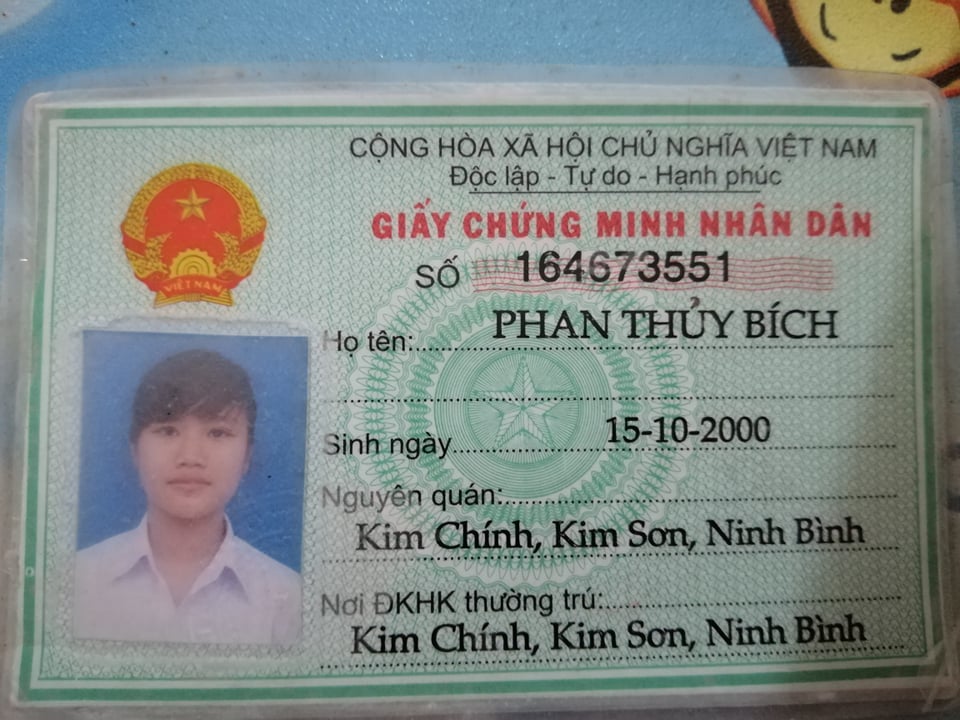 CỘNG HÒA XÃ HỘI CHỦ NGHĨA VIỆT NAM
Độc lập - Tự do - Hạnh phúc
GIẤY CHỨNG MINH NHÂN DÂN
SỐ 164673551
VIỆT NAM
Họ tên: PHAN THỦY BÍCH
Sinh ngày 15-10-2000
Nguyên quán:
Kim Chính, Kim Sơn, Ninh Bình
Nơi ĐKHK thường trú:
Kim Chính, Kim Sơn, Ninh Bình